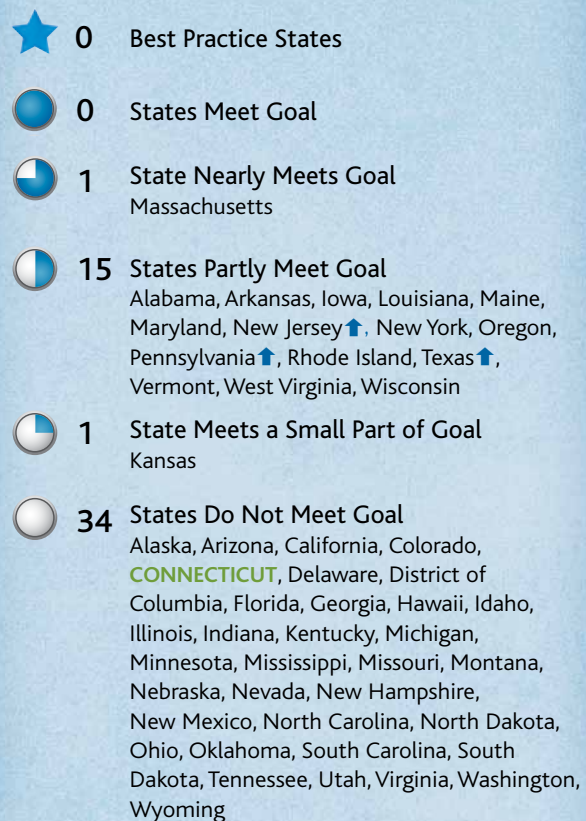 0 Best Practice States
0 States Meet Goal
1 State Nearly Meets Goal
Massachusetts
15 States Partly Meet Goal
Alabama, Arkansas, Iowa, Louisiana, Maine,
Maryland, New Jersey⬆, New York, Oregon,
Pennsylvania⬆, Rhode Island, Texas⬆,
Vermont, West Virginia, Wisconsin
1 State Meets a Small Part of Goal
Kansas
34 States Do Not Meet Goal
Alaska, Arizona, California, Colorado,
CONNECTICUT, Delaware, District of
Columbia, Florida, Georgia, Hawaii, Idaho,
Illinois, Indiana, Kentucky, Michigan,
Minnesota, Mississippi, Missouri, Montana,
Nebraska, Nevada, New Hampshire,
New Mexico, North Carolina, North Dakota,
Ohio, Oklahoma, South Carolina, South
Dakota, Tennessee, Utah, Virginia, Washington,
Wyoming